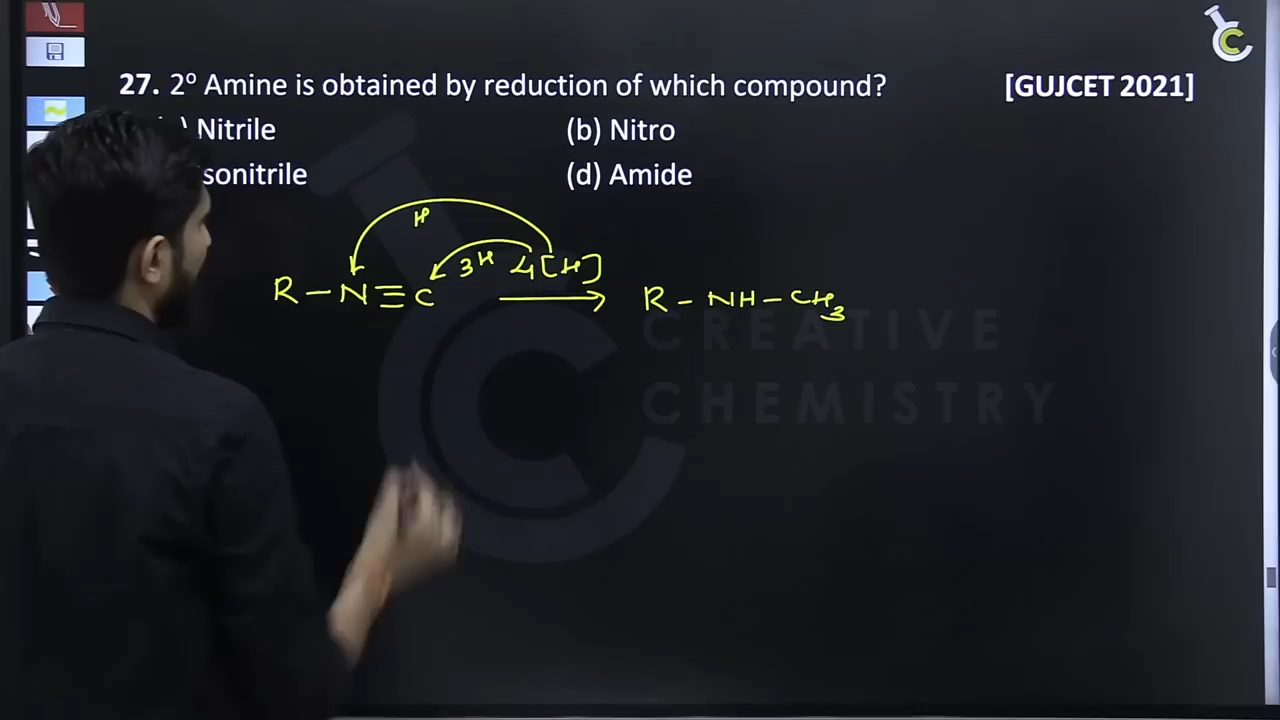 27. 2º Amine is obtained by reduction of which compound? [GUJCET 2021]
) Nitrile (b) Nitro
sonitrile (d) Amide
H
3H 4[H]
R - N ≡ C ⟶ R - NH - CH₃
CREATIVE
CHEMISTRY